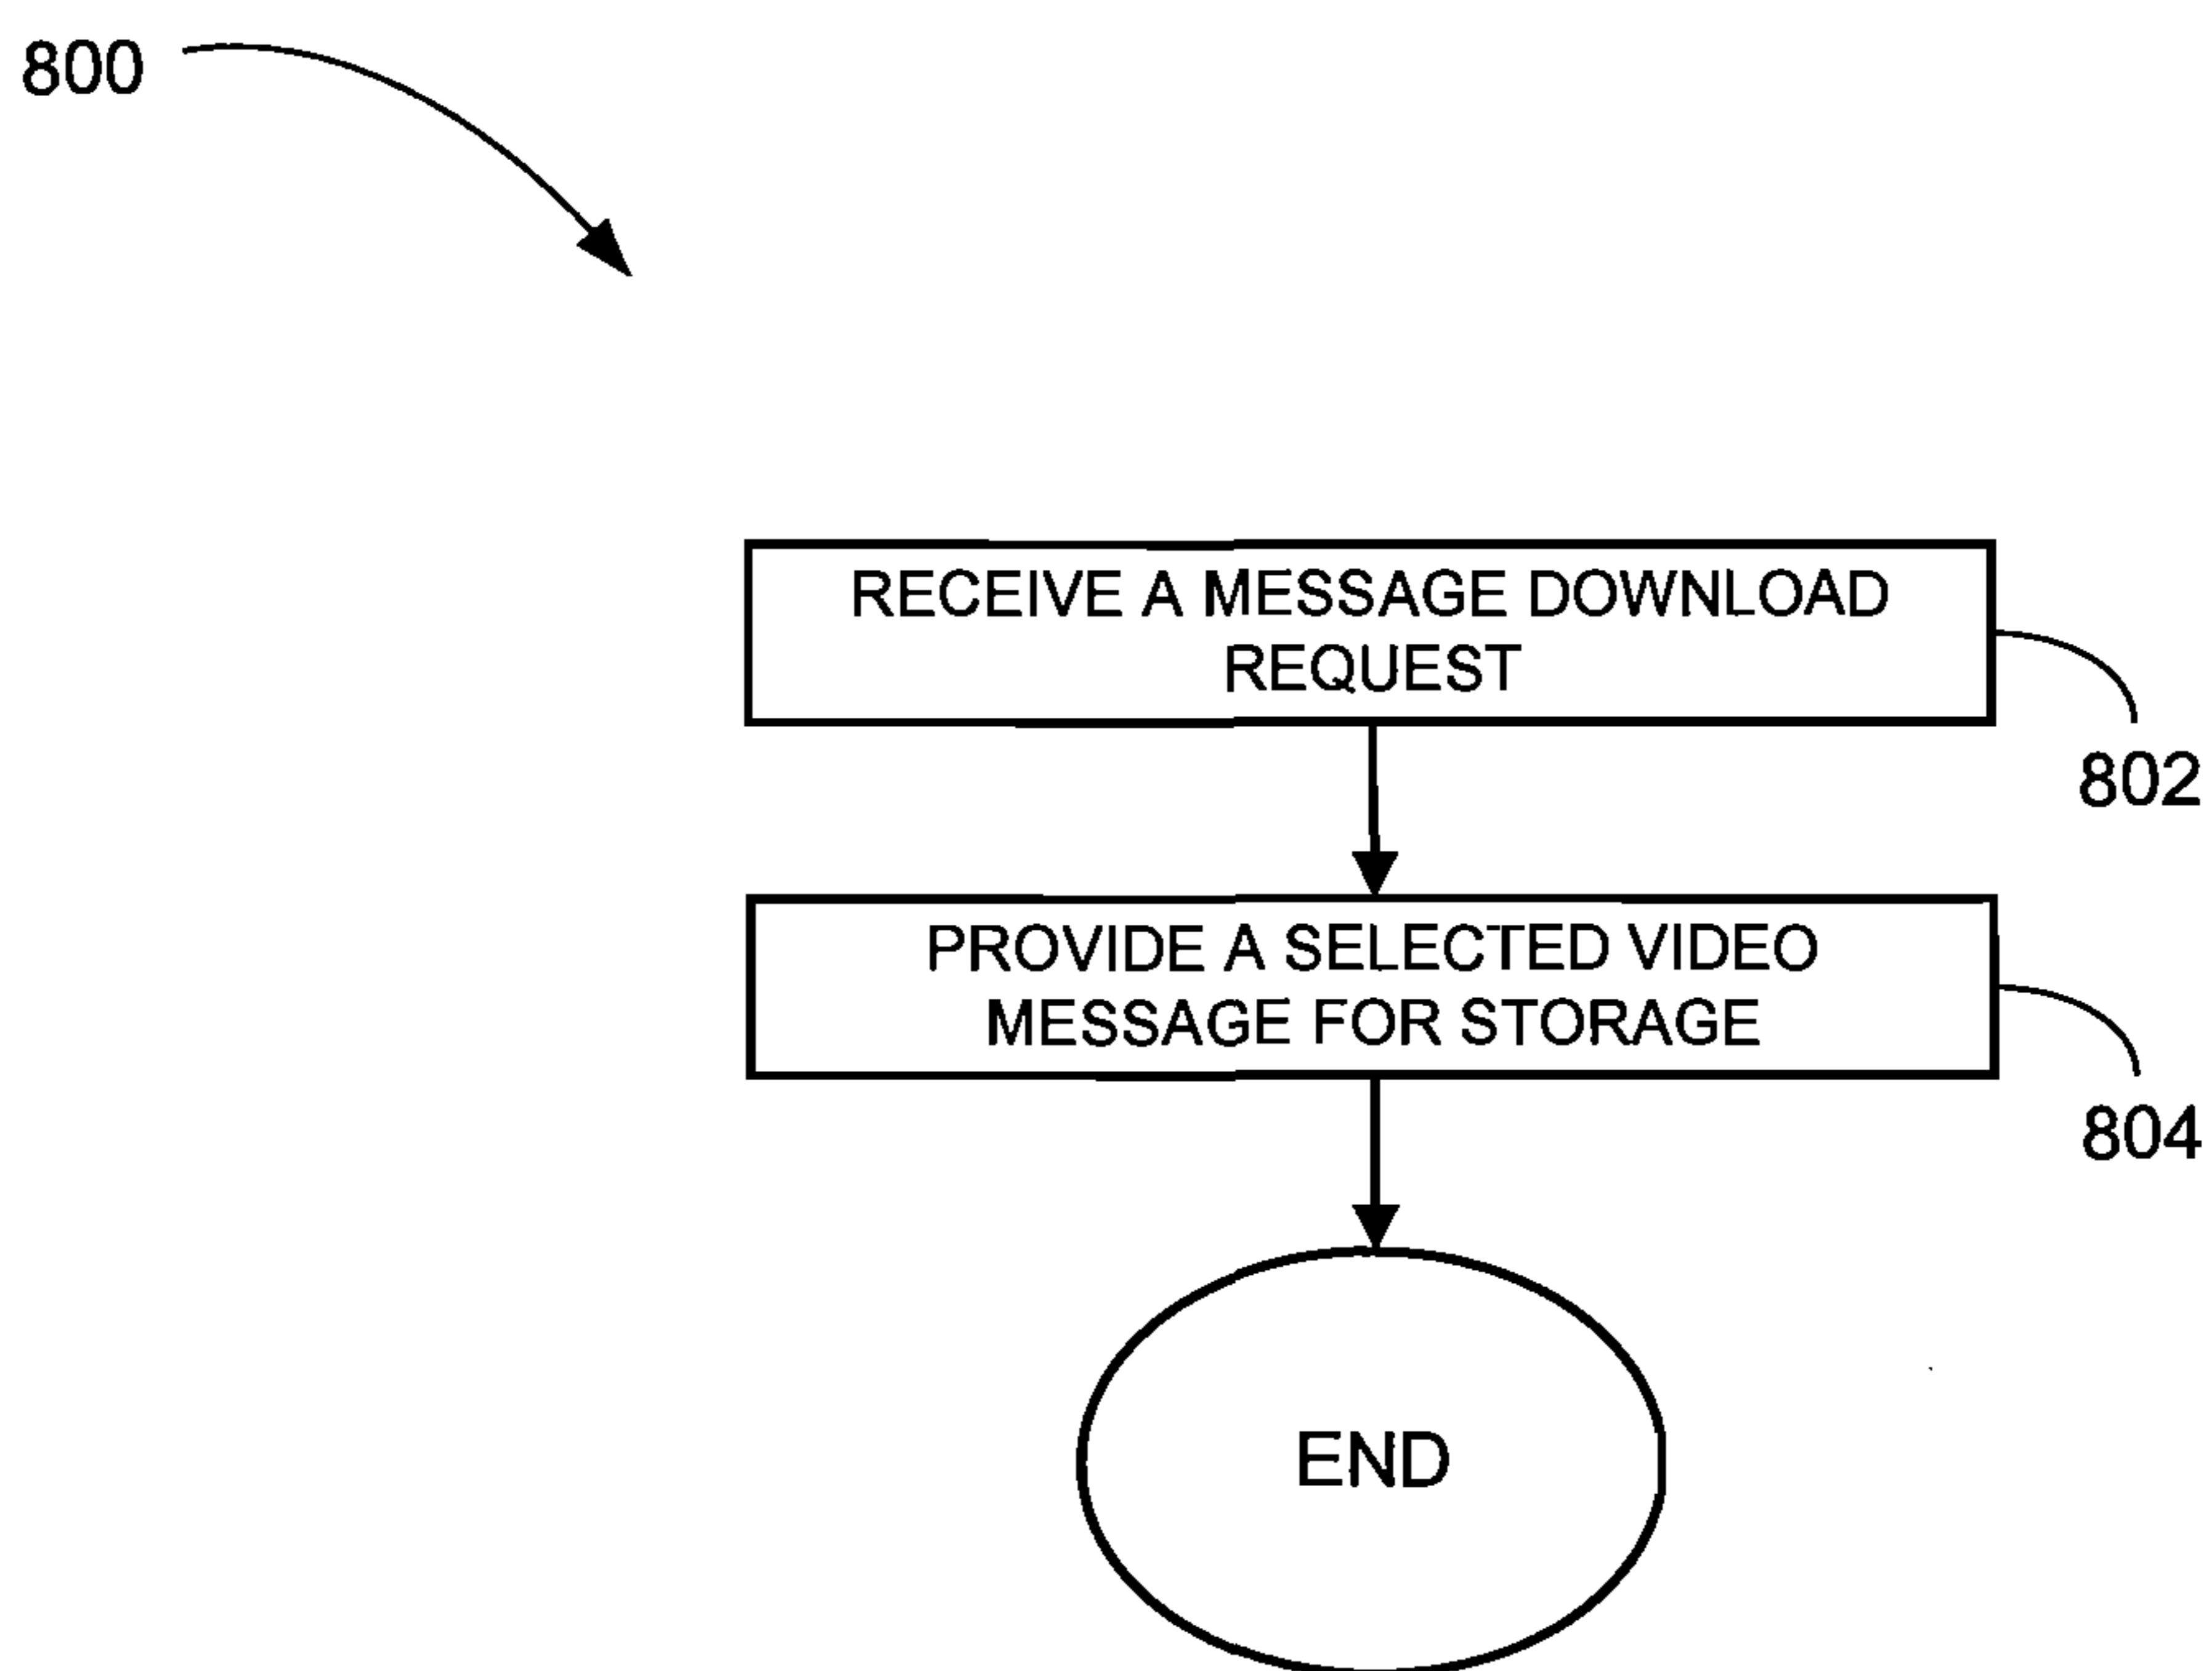 800
RECEIVE A MESSAGE DOWNLOAD
REQUEST
802
PROVIDE A SELECTED VIDEO
MESSAGE FOR STORAGE
804
END